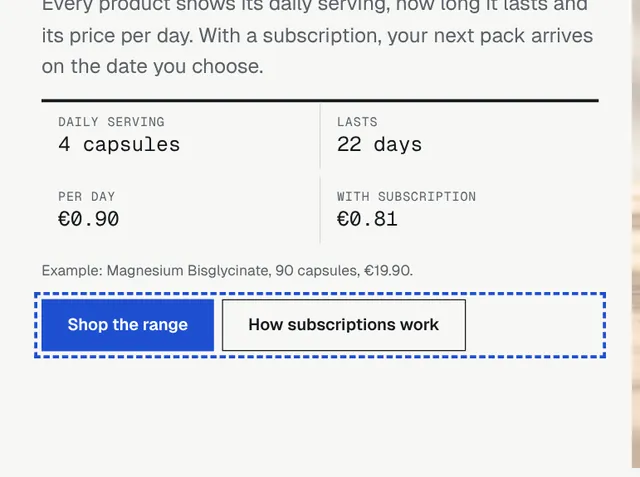 Every product shows its daily serving, how long it lasts and
its price per day. With a subscription, your next pack arrives
on the date you choose.
DAILY SERVING
4 capsules
LASTS
22 days
PER DAY
€0.90
WITH SUBSCRIPTION
€0.81
Example: Magnesium Bisglycinate, 90 capsules, €19.90.
Shop the range
How subscriptions work